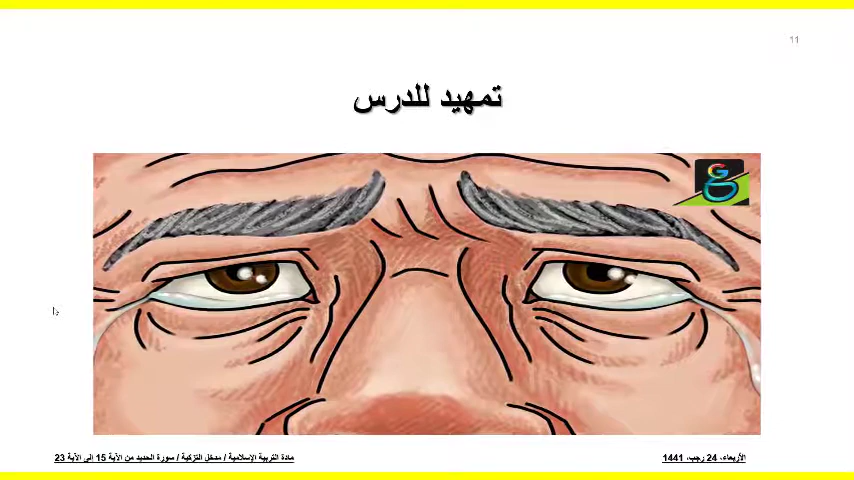 11
تمهيد للدرس
الأربعاء، 24 رجب، 1441
مادة التربية الإسلامية / مدخل التزكية / سورة الحديد من الآية 15 إلى الآية 23